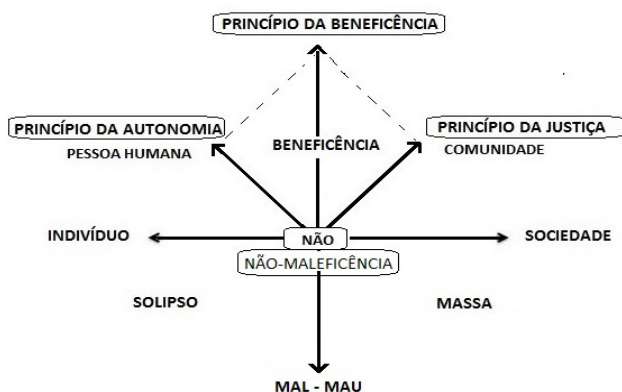 PRINCÍPIO DA BENEFICÊNCIA
PRINCÍPIO DA AUTONOMIA
PRINCÍPIO DA JUSTIÇA
PESSOA HUMANA
BENEFICÊNCIA
COMUNIDADE
INDIVÍDUO
NÃO
SOCIEDADE
NÃO-MALEFICÊNCIA
SOLIPSO
MASSA
MAL - MAU